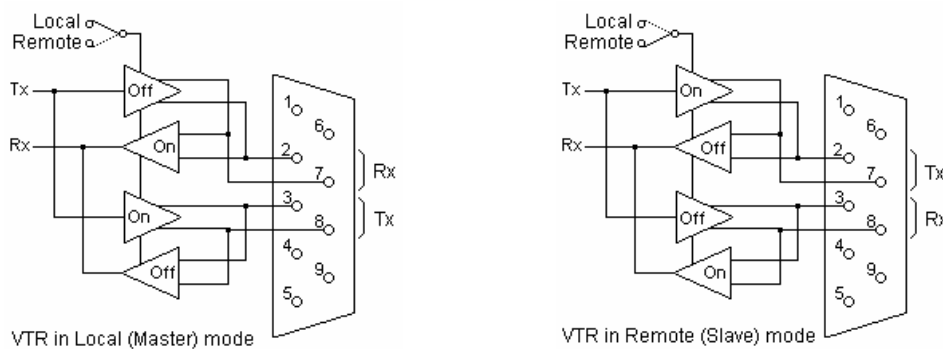 Local
Remote
Tx
Off
1
6
Rx
On
2
7
Rx
3
On
8
Tx
4
Off
9
5
VTR in Local (Master) mode
Local
Remote
Tx
On
1
6
Rx
Off
2
7
Tx
3
Off
8
Rx
4
On
9
5
VTR in Remote (Slave) mode